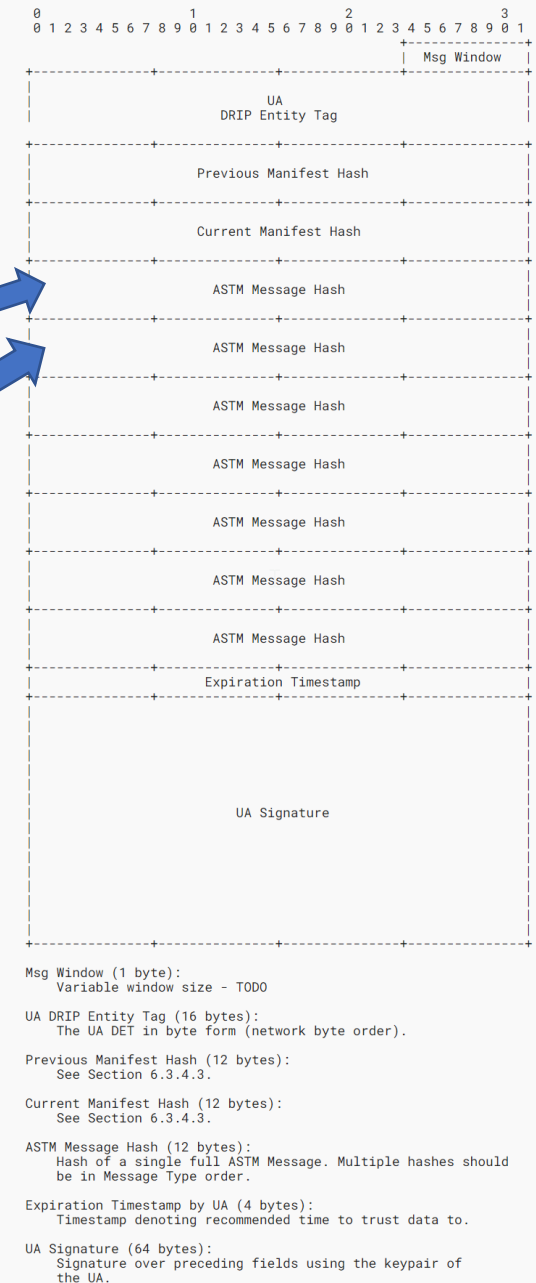 0                   1                   2                   3
0 1 2 3 4 5 6 7 8 9 0 1 2 3 4 5 6 7 8 9 0 1 2 3 4 5 6 7 8 9 0 1
Msg Window
UA
DRIP Entity Tag
Previous Manifest Hash
Current Manifest Hash
ASTM Message Hash
ASTM Message Hash
ASTM Message Hash
ASTM Message Hash
ASTM Message Hash
ASTM Message Hash
ASTM Message Hash
Expiration Timestamp
UA Signature
Msg Window (1 byte):
Variable window size - TODO
UA DRIP Entity Tag (16 bytes):
The UA DET in byte form (network byte order).
Previous Manifest Hash (12 bytes):
See Section 6.3.4.3.
Current Manifest Hash (12 bytes):
See Section 6.3.4.3.
ASTM Message Hash (12 bytes):
Hash of a single full ASTM Message. Multiple hashes should
be in Message Type order.
Expiration Timestamp by UA (4 bytes):
Timestamp denoting recommended time to trust data to.
UA Signature (64 bytes):
Signature over preceding fields using the keypair of
the UA.